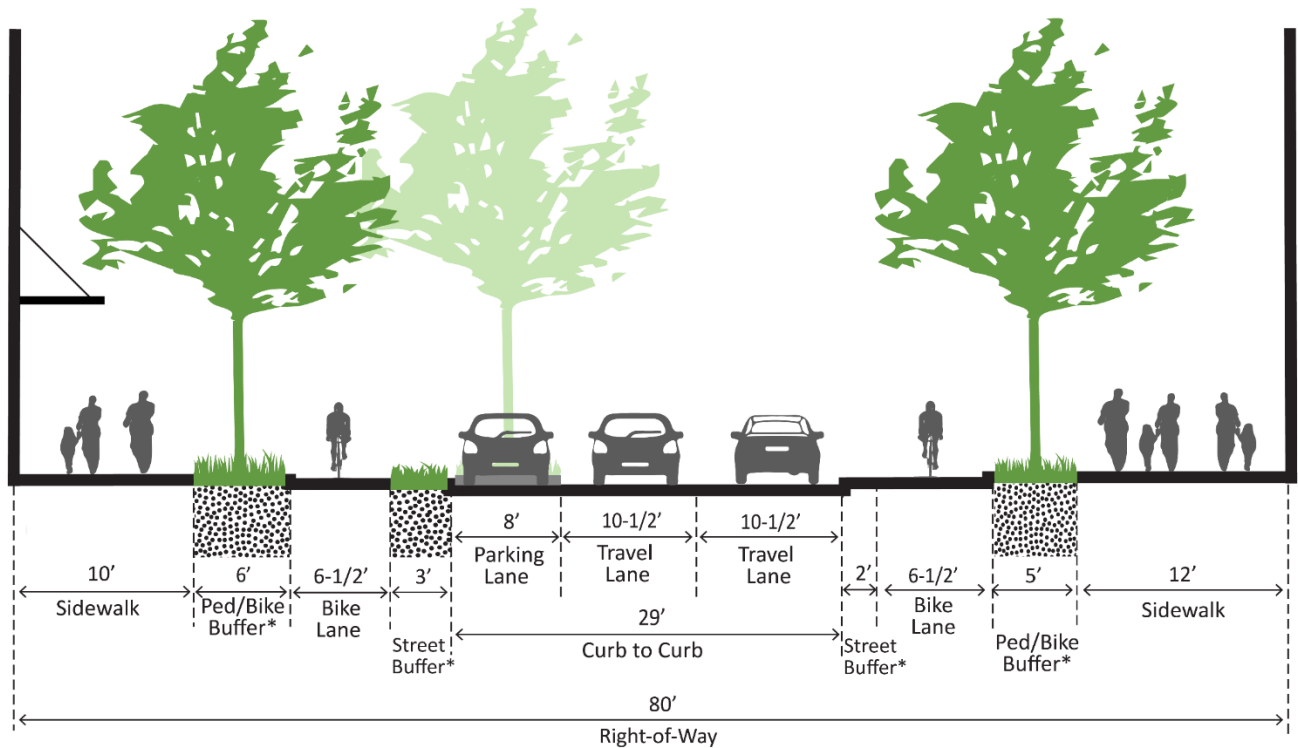 8’
Parking
Lane
10-1/2’
Travel
Lane
10-1/2’
Travel
Lane
10’
Sidewalk
6’
Ped/Bike
Buffer*
6-1/2’
Bike
Lane
3’
Street
Buffer*
29’
Curb to Curb
2’
Street
Buffer*
6-1/2’
Bike
Lane
5’
Ped/Bike
Buffer*
12’
Sidewalk
80’
Right-of-Way